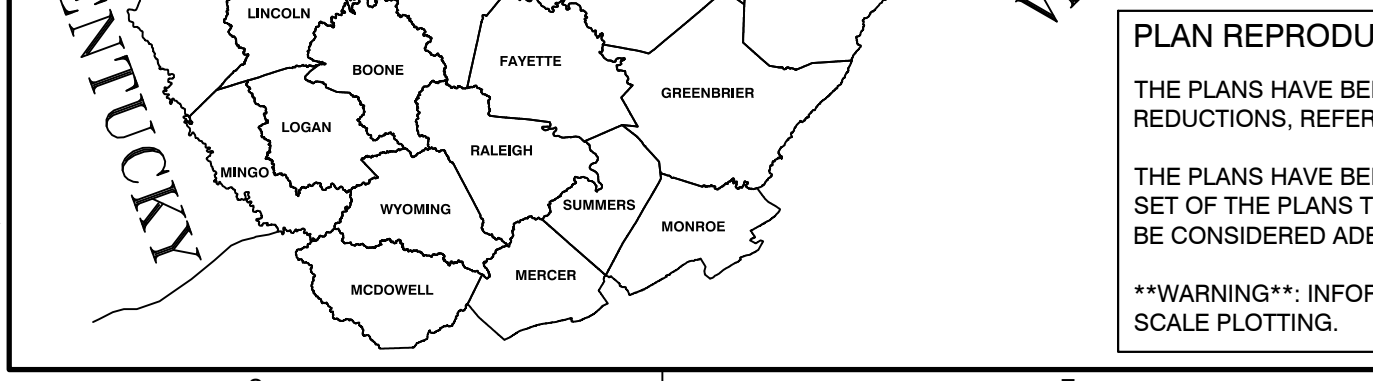 LINCOLN
BOONE
FAYETTE
GREENBRIER
LOGAN
RALEIGH
MINGO
WYOMING
SUMMERS
MONROE
MERCER
MCDOWELL
ENTUCKY
PLAN REPRODU
THE PLANS HAVE BE
REDUCTIONS, REFER
THE PLANS HAVE BE
SET OF THE PLANS T
BE CONSIDERED ADE
**WARNING**: INFOR
SCALE PLOTTING.